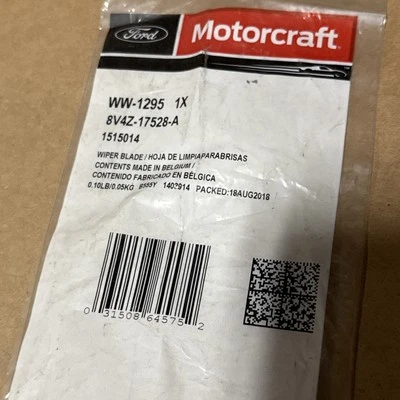 Ford Motorcraft
WW-1295 1X
8V4Z-17528-A
1515014
WIPER BLADE / HOJA DE LIMPIAPARABRISAS
CONTENTS MADE IN BELGIUM /
CONTENIDO FABRICADO EN BÉLGICA
0.10LB/0.05KG 1402914 PACKED:18AUG2018
0 31508 64575 2